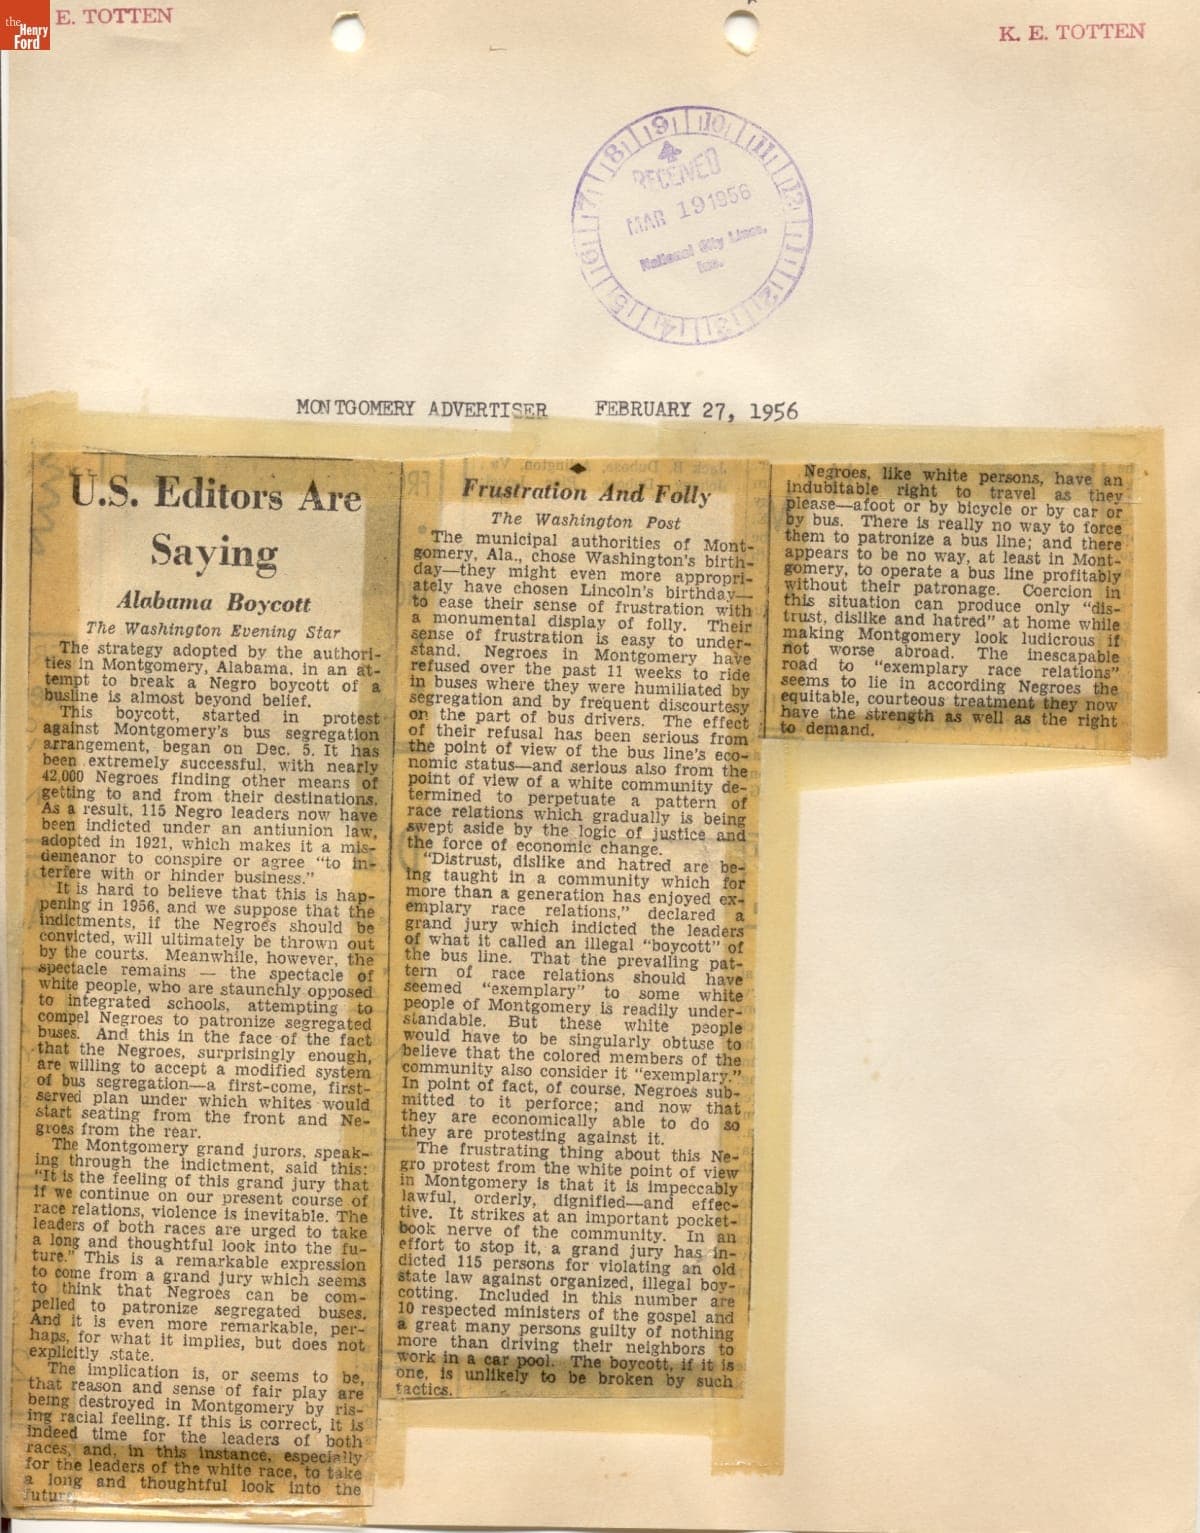 the
Henry
Ford
E. TOTTEN
K. E. TOTTEN
8 9 10 11 12 1 2 3 4 5 6 7
RECEIVED
MAR 19 1956
National City Lines,
Inc.
MONTGOMERY ADVERTISER FEBRUARY 27, 1956
U.S. Editors Are
Saying
Alabama Boycott
The Washington Evening Star
The strategy adopted by the authori-
ties in Montgomery, Alabama, in an at-
tempt to break a Negro boycott of a
busline is almost beyond belief.
This boycott, started in protest
against Montgomery's bus segregation
arrangement, began on Dec. 5. It has
been extremely successful, with nearly
42,000 Negroes finding other means of
getting to and from their destinations.
As a result, 115 Negro leaders now have
been indicted under an antiunion law,
adopted in 1921, which makes it a mis-
demeanor to conspire or agree "to in-
terfere with or hinder business."
It is hard to believe that this is hap-
pening in 1956, and we suppose that the
indictments, if the Negroes should be
convicted, will ultimately be thrown out
by the courts. Meanwhile, however, the
spectacle remains — the spectacle of
white people, who are staunchly opposed
to integrated schools, attempting to
compel Negroes to patronize segregated
buses. And this in the face of the fact
that the Negroes, surprisingly enough,
are willing to accept a modified system
of bus segregation—a first-come, first-
served plan under which whites would
start seating from the front and Ne-
groes from the rear.
The Montgomery grand jurors, speak-
ing through the indictment, said this:
"It is the feeling of this grand jury that
if we continue on our present course of
race relations, violence is inevitable. The
leaders of both races are urged to take
a long and thoughtful look into the fu-
ture." This is a remarkable expression
to come from a grand jury which seems
to think that Negroes can be com-
pelled to patronize segregated buses.
And it is even more remarkable, per-
haps, for what it implies, but does not
explicitly state.
The implication is, or seems to be,
that reason and sense of fair play are
being destroyed in Montgomery by ris-
ing racial feeling. If this is correct, it is
indeed time for the leaders of both
races, and, in this instance, especially
for the leaders of the white race, to take
a long and thoughtful look into the
future.
Frustration And Folly
The Washington Post
The municipal authorities of Mont-
gomery, Ala., chose Washington's birth-
day—they might even more appropri-
ately have chosen Lincoln's birthday—
to ease their sense of frustration with
a monumental display of folly. Their
sense of frustration is easy to under-
stand. Negroes in Montgomery have
refused over the past 11 weeks to ride
in buses where they were humiliated by
segregation and by frequent discourtesy
on the part of bus drivers. The effect
of their refusal has been serious from
the point of view of the bus line's eco-
nomic status—and serious also from the
point of view of a white community de-
termined to perpetuate a pattern of
race relations which gradually is being
swept aside by the logic of justice and
the force of economic change.
"Distrust, dislike and hatred are be-
ing taught in a community which for
more than a generation has enjoyed ex-
emplary race relations," declared a
grand jury which indicted the leaders
of what it called an illegal "boycott" of
the bus line. That the prevailing pat-
tern of race relations should have
seemed "exemplary" to some white
people of Montgomery is readily under-
standable. But these white people
would have to be singularly obtuse to
believe that the colored members of the
community also consider it "exemplary."
In point of fact, of course, Negroes sub-
mitted to it perforce; and now that
they are economically able to do so
they are protesting against it.
The frustrating thing about this Ne-
gro protest from the white point of view
in Montgomery is that it is impeccably
lawful, orderly, dignified—and effec-
tive. It strikes at an important pocket-
book nerve of the community. In an
effort to stop it, a grand jury has in-
dicted 115 persons for violating an old
state law against organized, illegal boy-
cotting. Included in this number are
10 respected ministers of the gospel and
a great many persons guilty of nothing
more than driving their neighbors to
work in a car pool. The boycott, if it is
one, is unlikely to be broken by such
tactics.
Negroes, like white persons, have an
indubitable right to travel as they
please—afoot or by bicycle or by car or
by bus. There is really no way to force
them to patronize a bus line; and there
appears to be no way, at least in Mont-
gomery, to operate a bus line profitably
without their patronage. Coercion in
this situation can produce only "dis-
trust, dislike and hatred" at home while
making Montgomery look ludicrous if
not worse abroad. The inescapable
road to "exemplary race relations"
seems to lie in according Negroes the
equitable, courteous treatment they now
have the strength as well as the right
to demand.